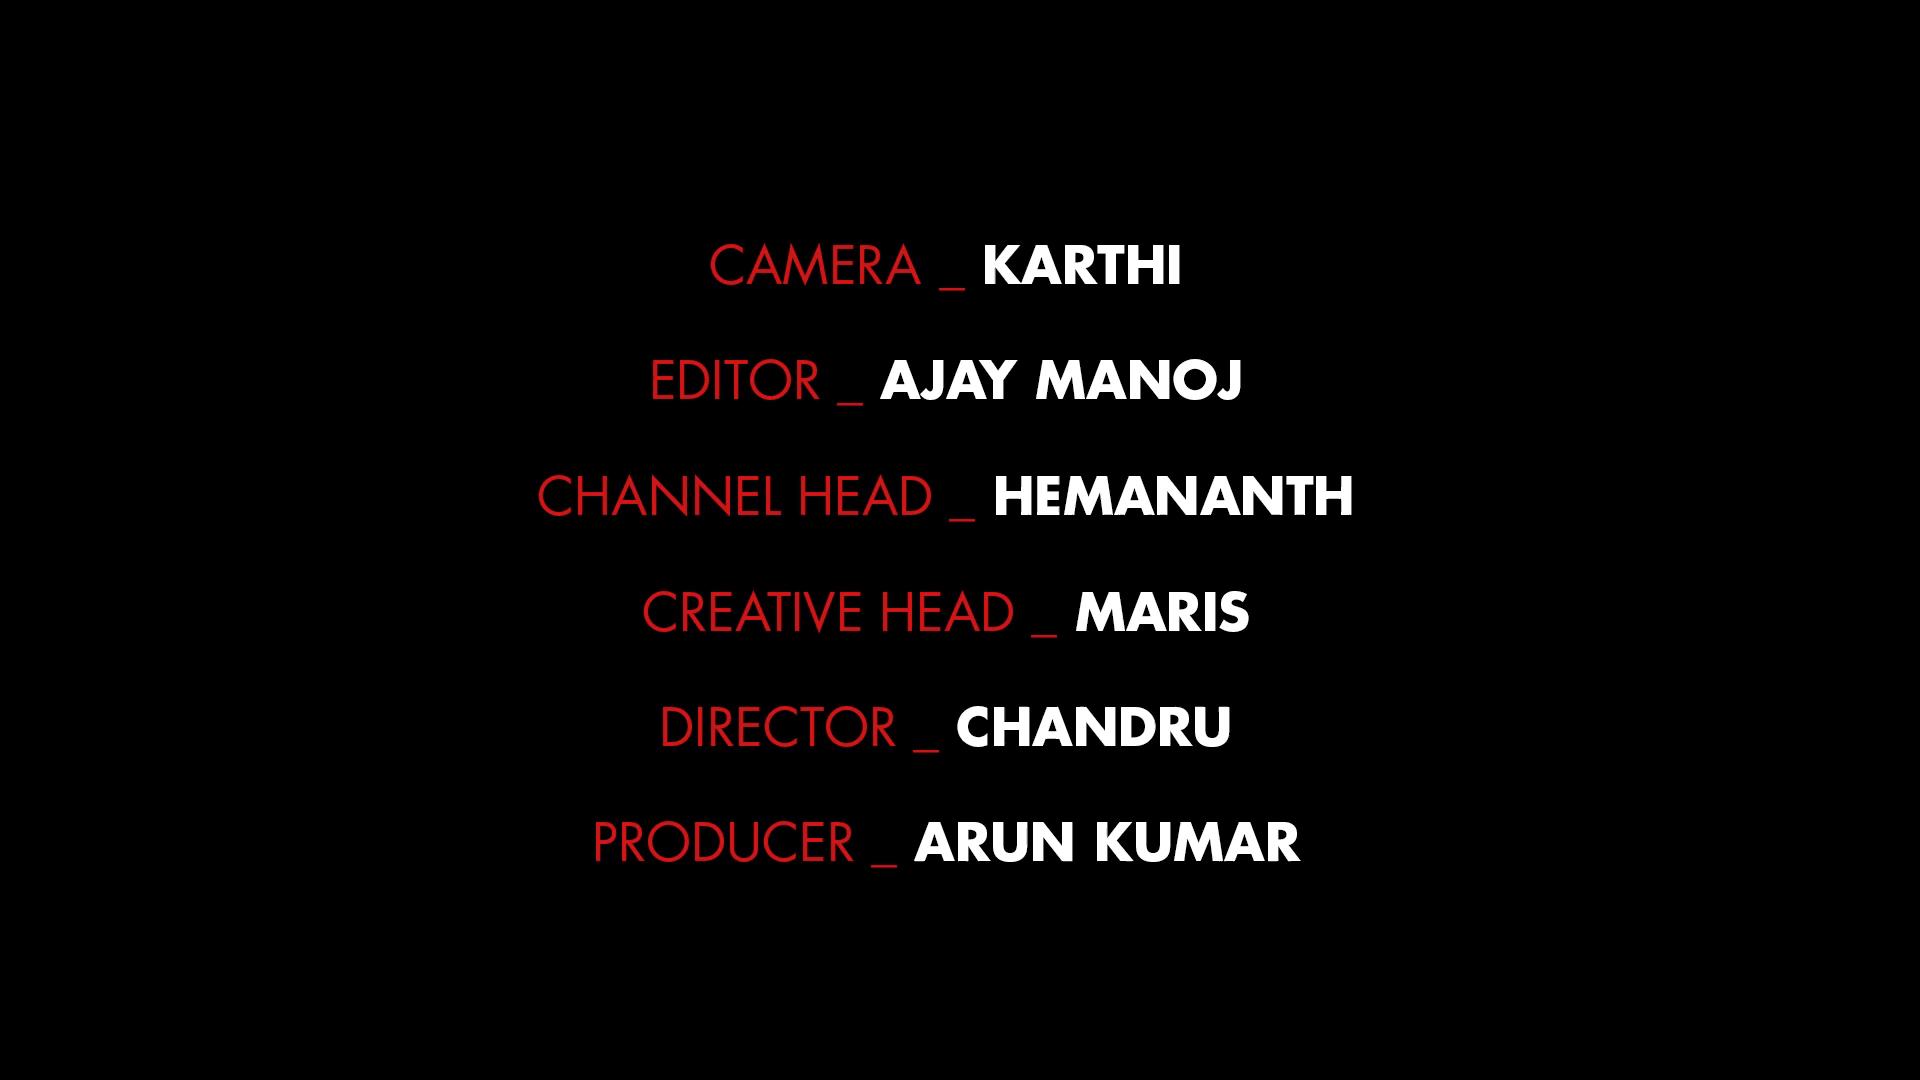 CAMERA _ KARTHI
EDITOR _ AJAY MANOJ
CHANNEL HEAD _ HEMANANTH
CREATIVE HEAD _ MARIS
DIRECTOR _ CHANDRU
PRODUCER _ ARUN KUMAR